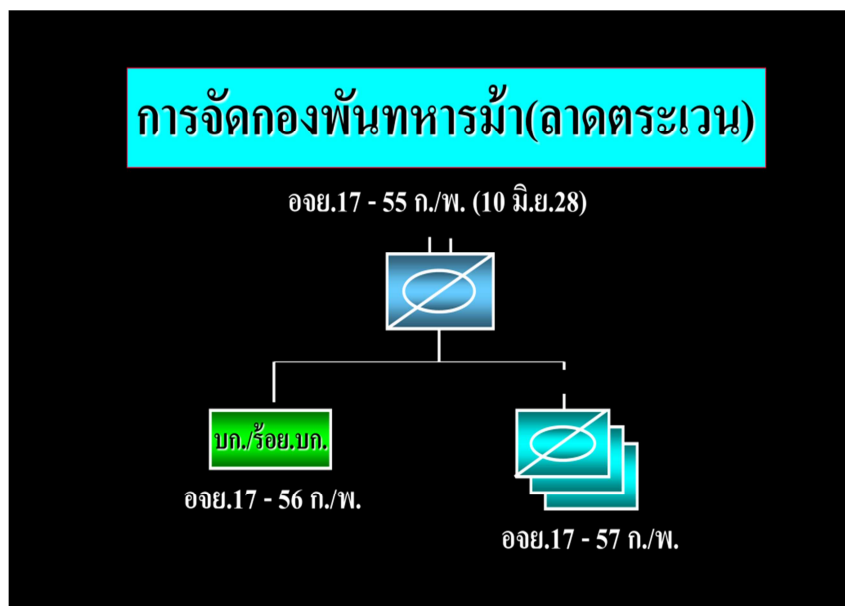 การจัดกองพันทหารม้า(ลาดตระเวน)
อจย.17 - 55 ก./พ. (10 มิ.ย.28)
บก./ร้อย.บก.
อจย.17 - 56 ก./พ.
อจย.17 - 57 ก./พ.